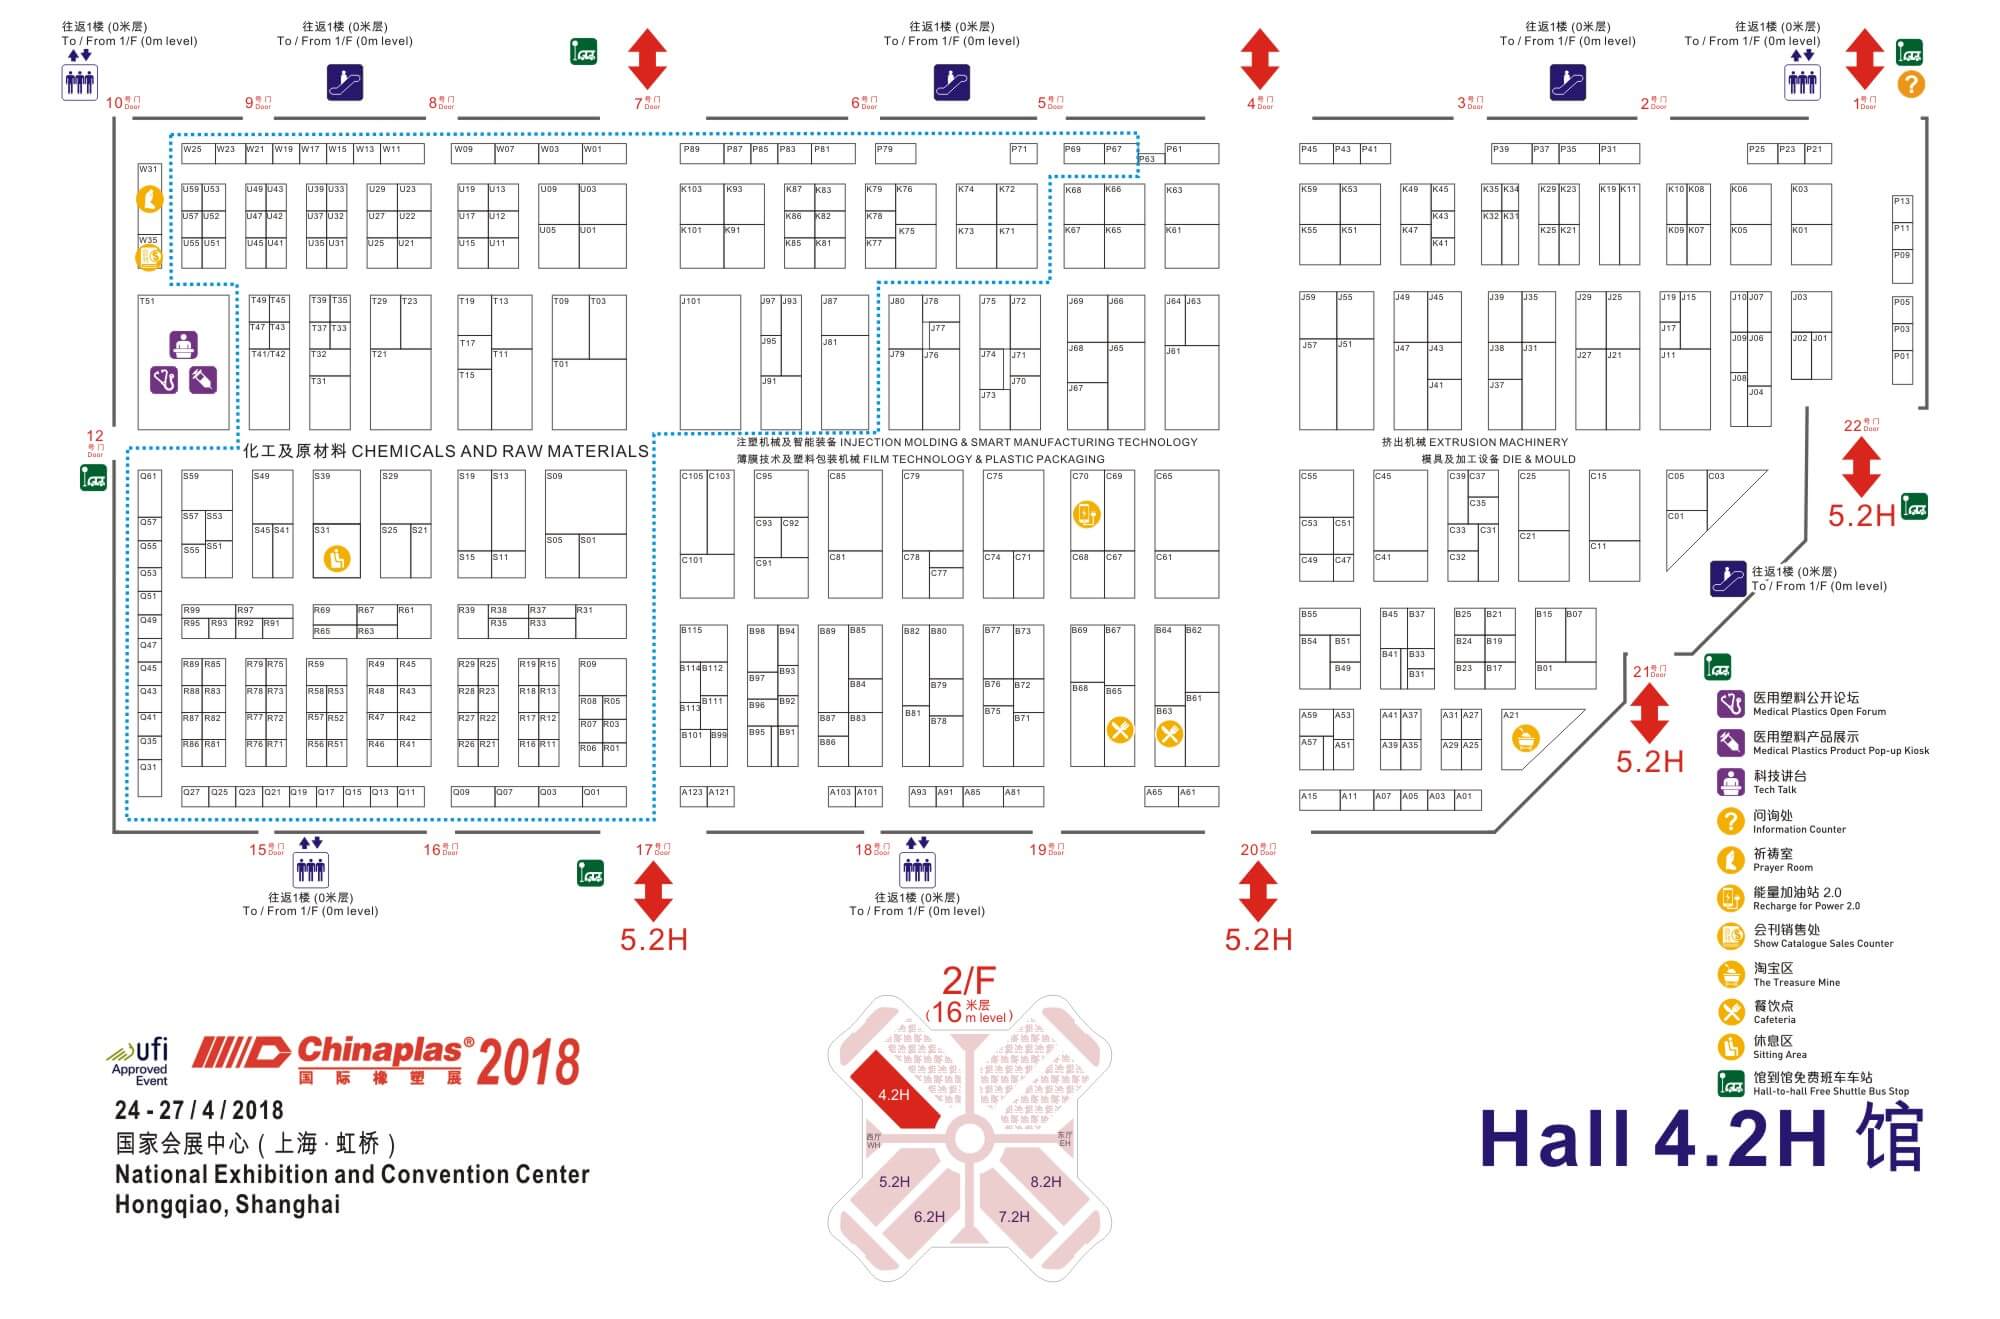 往返1楼 (0米层)
To / From 1/F (0m level)
往返1楼 (0米层)
To / From 1/F (0m level)
往返1楼 (0米层)
To / From 1/F (0m level)
往返1楼 (0米层)
To / From 1/F (0m level)
往返1楼 (0米层)
To / From 1/F (0m level)
10号门 Door 9号门 Door 8号门 Door 7号门 Door 6号门 Door 5号门 Door 4号门 Door 3号门 Door 2号门 Door 1号门 Door
W25 W23 W21 W19 W17 W15 W13 W11 W09 W07 W03 W01 P89 P87 P85 P83 P81 P79 P71 P69 P67 P63 P61 P45 P43 P41 P39 P37 P35 P31 P25 P23 P21
W31
U59 U53 U49 U43 U39 U33 U29 U23 U19 U13 U09 U03 K103 K93 K87 K83 K79 K76 K74 K72 K68 K66 K63 K59 K53 K49 K45 K35 K34 K29 K23 K19 K11 K10 K08 K06 K03
P13
U57 U52 U47 U42 U37 U32 U27 U22 U17 U12 K86 K82 K78 K43 K32 K31
U05 U01 K101 K91 K75 K73 K71 K67 K65 K61 K55 K51 K47 K25 K21 K09 K07 K05 K01 P11
W35 U55 U51 U45 U41 U35 U31 U25 U21 U15 U11 K85 K81 K77 K41
P09
T51 T49 T45 T39 T35 T29 T23 T19 T13 T09 T03 J101 J97 J93 J87 J80 J78 J75 J72 J69 J66 J64 J63 J59 J55 J49 J45 J39 J35 J29 J25 J19 J15 J10 J07 J03 P05
T47 T43 T37 T33 J77 J17 P03
T17 J95 J81 J57 J51 J09 J06 J02 J01
T41/T42 T32 T21 T11 J79 J76 J74 J71 J68 J65 J61 J47 J43 J38 J31 J27 J21 J11 P01
T01
T31 T15 J91 J70 J67 J41 J37 J08
J73 J04
12号门 Door
22号门 Door
化工及原材料 CHEMICALS AND RAW MATERIALS
注塑机械及智能装备 INJECTION MOLDING & SMART MANUFACTURING TECHNOLOGY
薄膜技术及塑料包装机械 FILM TECHNOLOGY & PLASTIC PACKAGING
挤出机械 EXTRUSION MACHINERY
模具及加工设备 DIE & MOULD
5.2H
Q61 S59 S49 S39 S29 S19 S13 S09 C105 C103 C95 C85 C79 C75 C70 C69 C65 C55 C45 C39 C37 C25 C15 C05 C03
C35
Q57 S57 S53 S45 S41 S31 S25 S21 C93 C92 C53 C51 C33 C31 C01
Q55 S55 S51 S05 S01 C21 C11
S15 S11 C101 C91 C81 C78 C74 C71 C68 C67 C61 C49 C47 C41 C32
Q53 C77
往返1楼 (0米层)
To / From 1/F (0m level)
Q51
R99 R97 R69 R67 R61 R39 R38 R37 R31
Q49 R95 R93 R92 R91 R65 R63 R35 R33
B55 B45 B37 B25 B21 B15 B07
Q47 B115 B98 B94 B89 B85 B82 B80 B77 B73 B69 B67 B64 B62
B54 B51 B41 B33 B24 B19
Q45 R89 R85 R79 R75 R59 R49 R45 R29 R25 R19 R15 R09 B114 B112 B97 B93 B49 B31 B23 B17 B01
Q43 R88 R83 R78 R73 R58 R53 R48 R43 R28 R23 R18 R13 R08 R05 B113 B111 B96 B92 B84 B79 B76 B72 B68 B65 B63 B61
Q41 R87 R82 R77 R72 R57 R52 R47 R42 R27 R22 R17 R12 R07 R03 B101 B99 B95 B91 B87 B83 B81 B78 B75 B71
A59 A53 A41 A37 A31 A27 A21
Q35 R86 R81 R76 R71 R56 R51 R46 R41 R26 R21 R16 R11 R06 R01 B86
A57 A51 A39 A35 A29 A25
Q31
Q27 Q25 Q23 Q21 Q19 Q17 Q15 Q13 Q11 Q09 Q07 Q03 Q01 A123 A121 A103 A101 A93 A91 A85 A81 A65 A61 A15 A11 A07 A05 A03 A01
21号门 Door
5.2H
15号门 Door 16号门 Door 17号门 Door 18号门 Door 19号门 Door 20号门 Door
往返1楼 (0米层)
To / From 1/F (0m level)
往返1楼 (0米层)
To / From 1/F (0m level)
5.2H
5.2H
医用塑料公开论坛
Medical Plastics Open Forum
医用塑料产品展示
Medical Plastics Product Pop-up Kiosk
科技讲台
Tech Talk
问询处
Information Counter
祈祷室
Prayer Room
能量加油站 2.0
Recharge for Power 2.0
会刊销售处
Show Catalogue Sales Counter
淘宝区
The Treasure Mine
餐饮点
Cafeteria
休息区
Sitting Area
馆到馆免费班车车站
Hall-to-hall Free Shuttle Bus Stop
2/F
(16米层 m level)
4.2H
西厅
WH
东厅
EH
5.2H
8.2H
6.2H
7.2H
ufi
Approved
Event
Chinaplas® 2018
国际橡塑展
24 - 27 / 4 / 2018
国家会展中心 ( 上海 · 虹桥 )
National Exhibition and Convention Center
Hongqiao, Shanghai
Hall 4.2H 馆